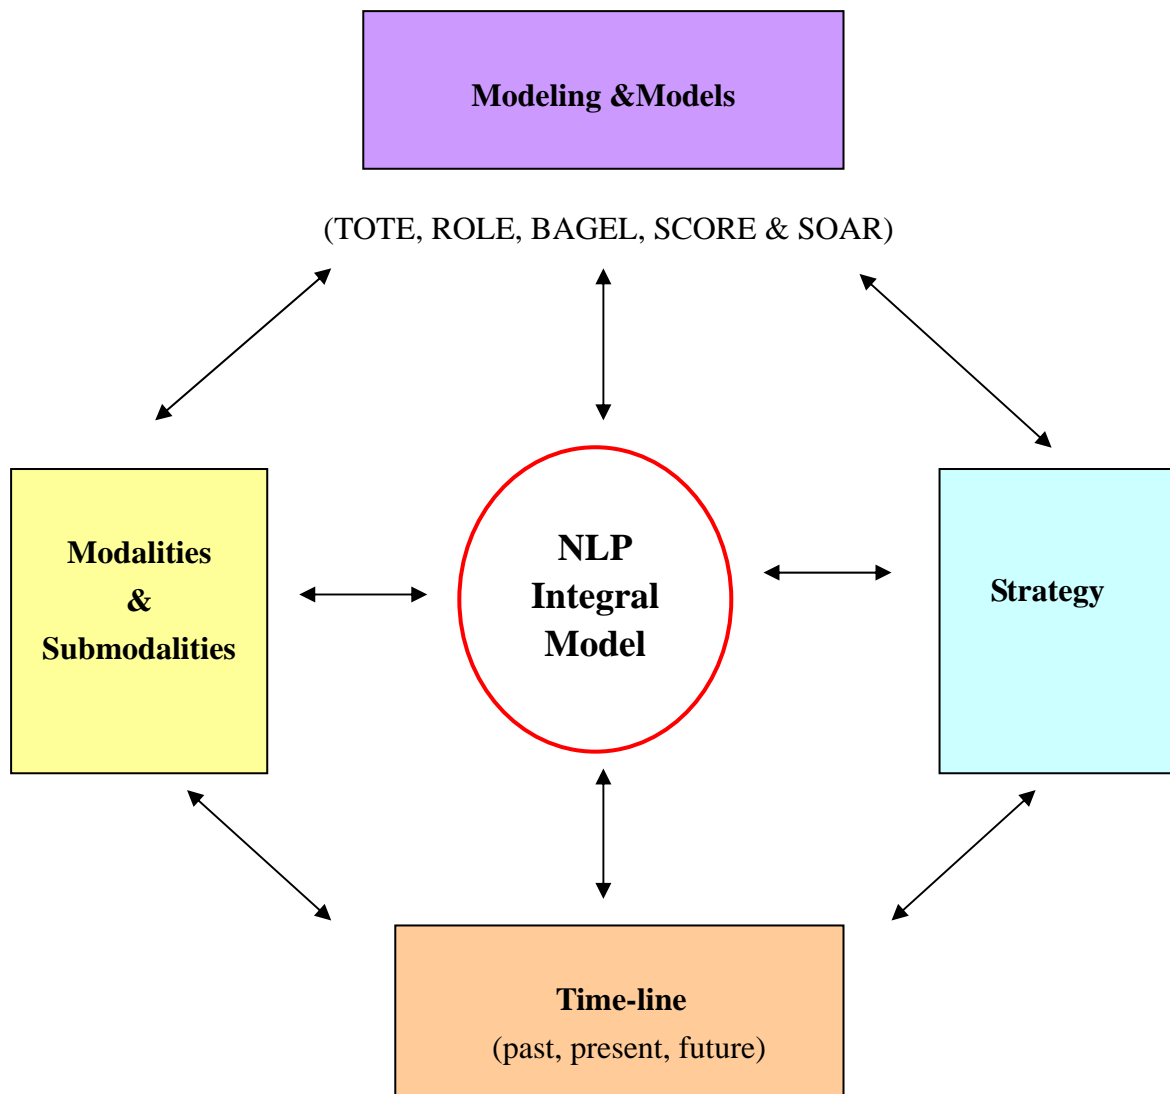 Modeling &Models
(TOTE, ROLE, BAGEL, SCORE & SOAR)
Modalities
&
Submodalities
NLP
Integral
Model
Strategy
Time-line
(past, present, future)